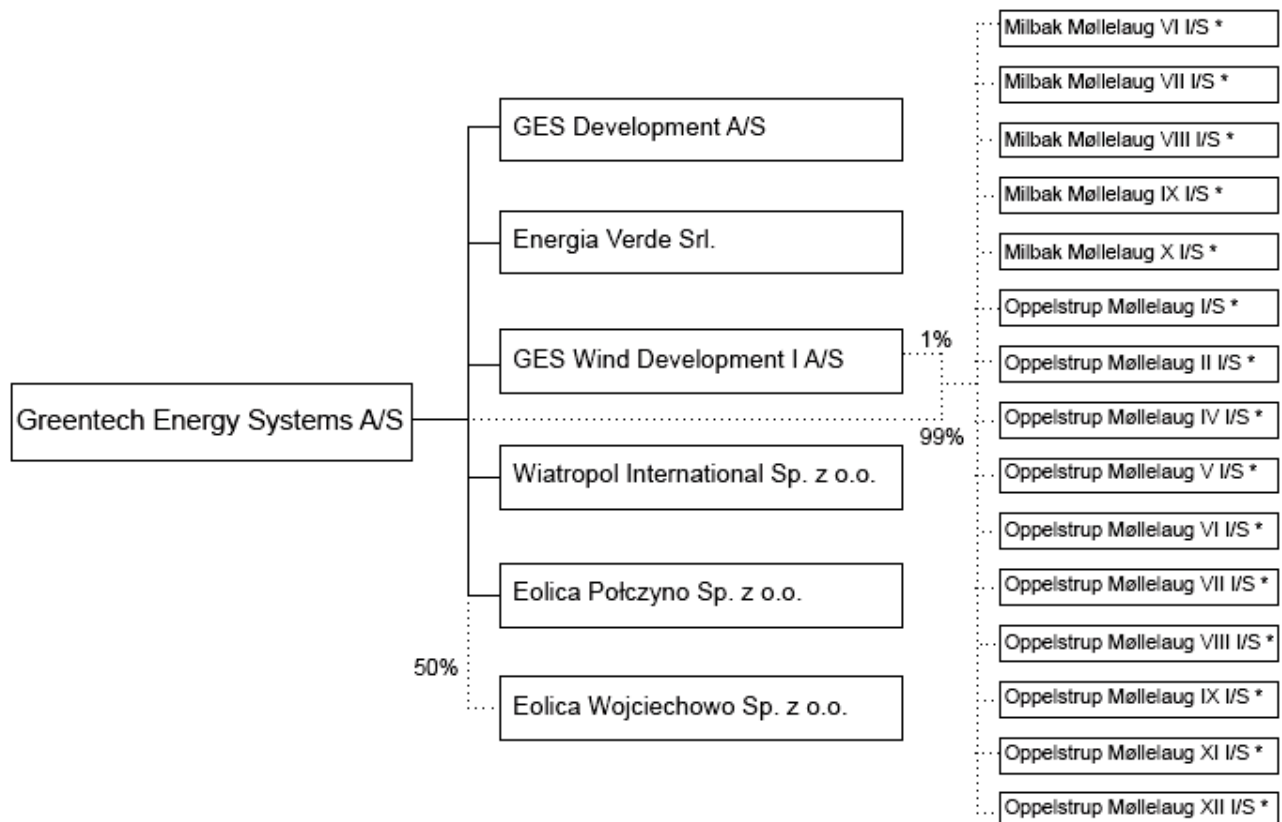 Greentech Energy Systems A/S
GES Development A/S
Energia Verde Srl.
GES Wind Development I A/S
Wiatropol International Sp. z o.o.
Eolica Połczyno Sp. z o.o.
50%
Eolica Wojciechowo Sp. z o.o.
1%
99%
Milbak Møllelaug VI I/S *
Milbak Møllelaug VII I/S *
Milbak Møllelaug VIII I/S *
Milbak Møllelaug IX I/S *
Milbak Møllelaug X I/S *
Oppelstrup Møllelaug I/S *
Oppelstrup Møllelaug II I/S *
Oppelstrup Møllelaug IV I/S *
Oppelstrup Møllelaug V I/S *
Oppelstrup Møllelaug VI I/S *
Oppelstrup Møllelaug VII I/S *
Oppelstrup Møllelaug VIII I/S *
Oppelstrup Møllelaug IX I/S *
Oppelstrup Møllelaug XI I/S *
Oppelstrup Møllelaug XII I/S *